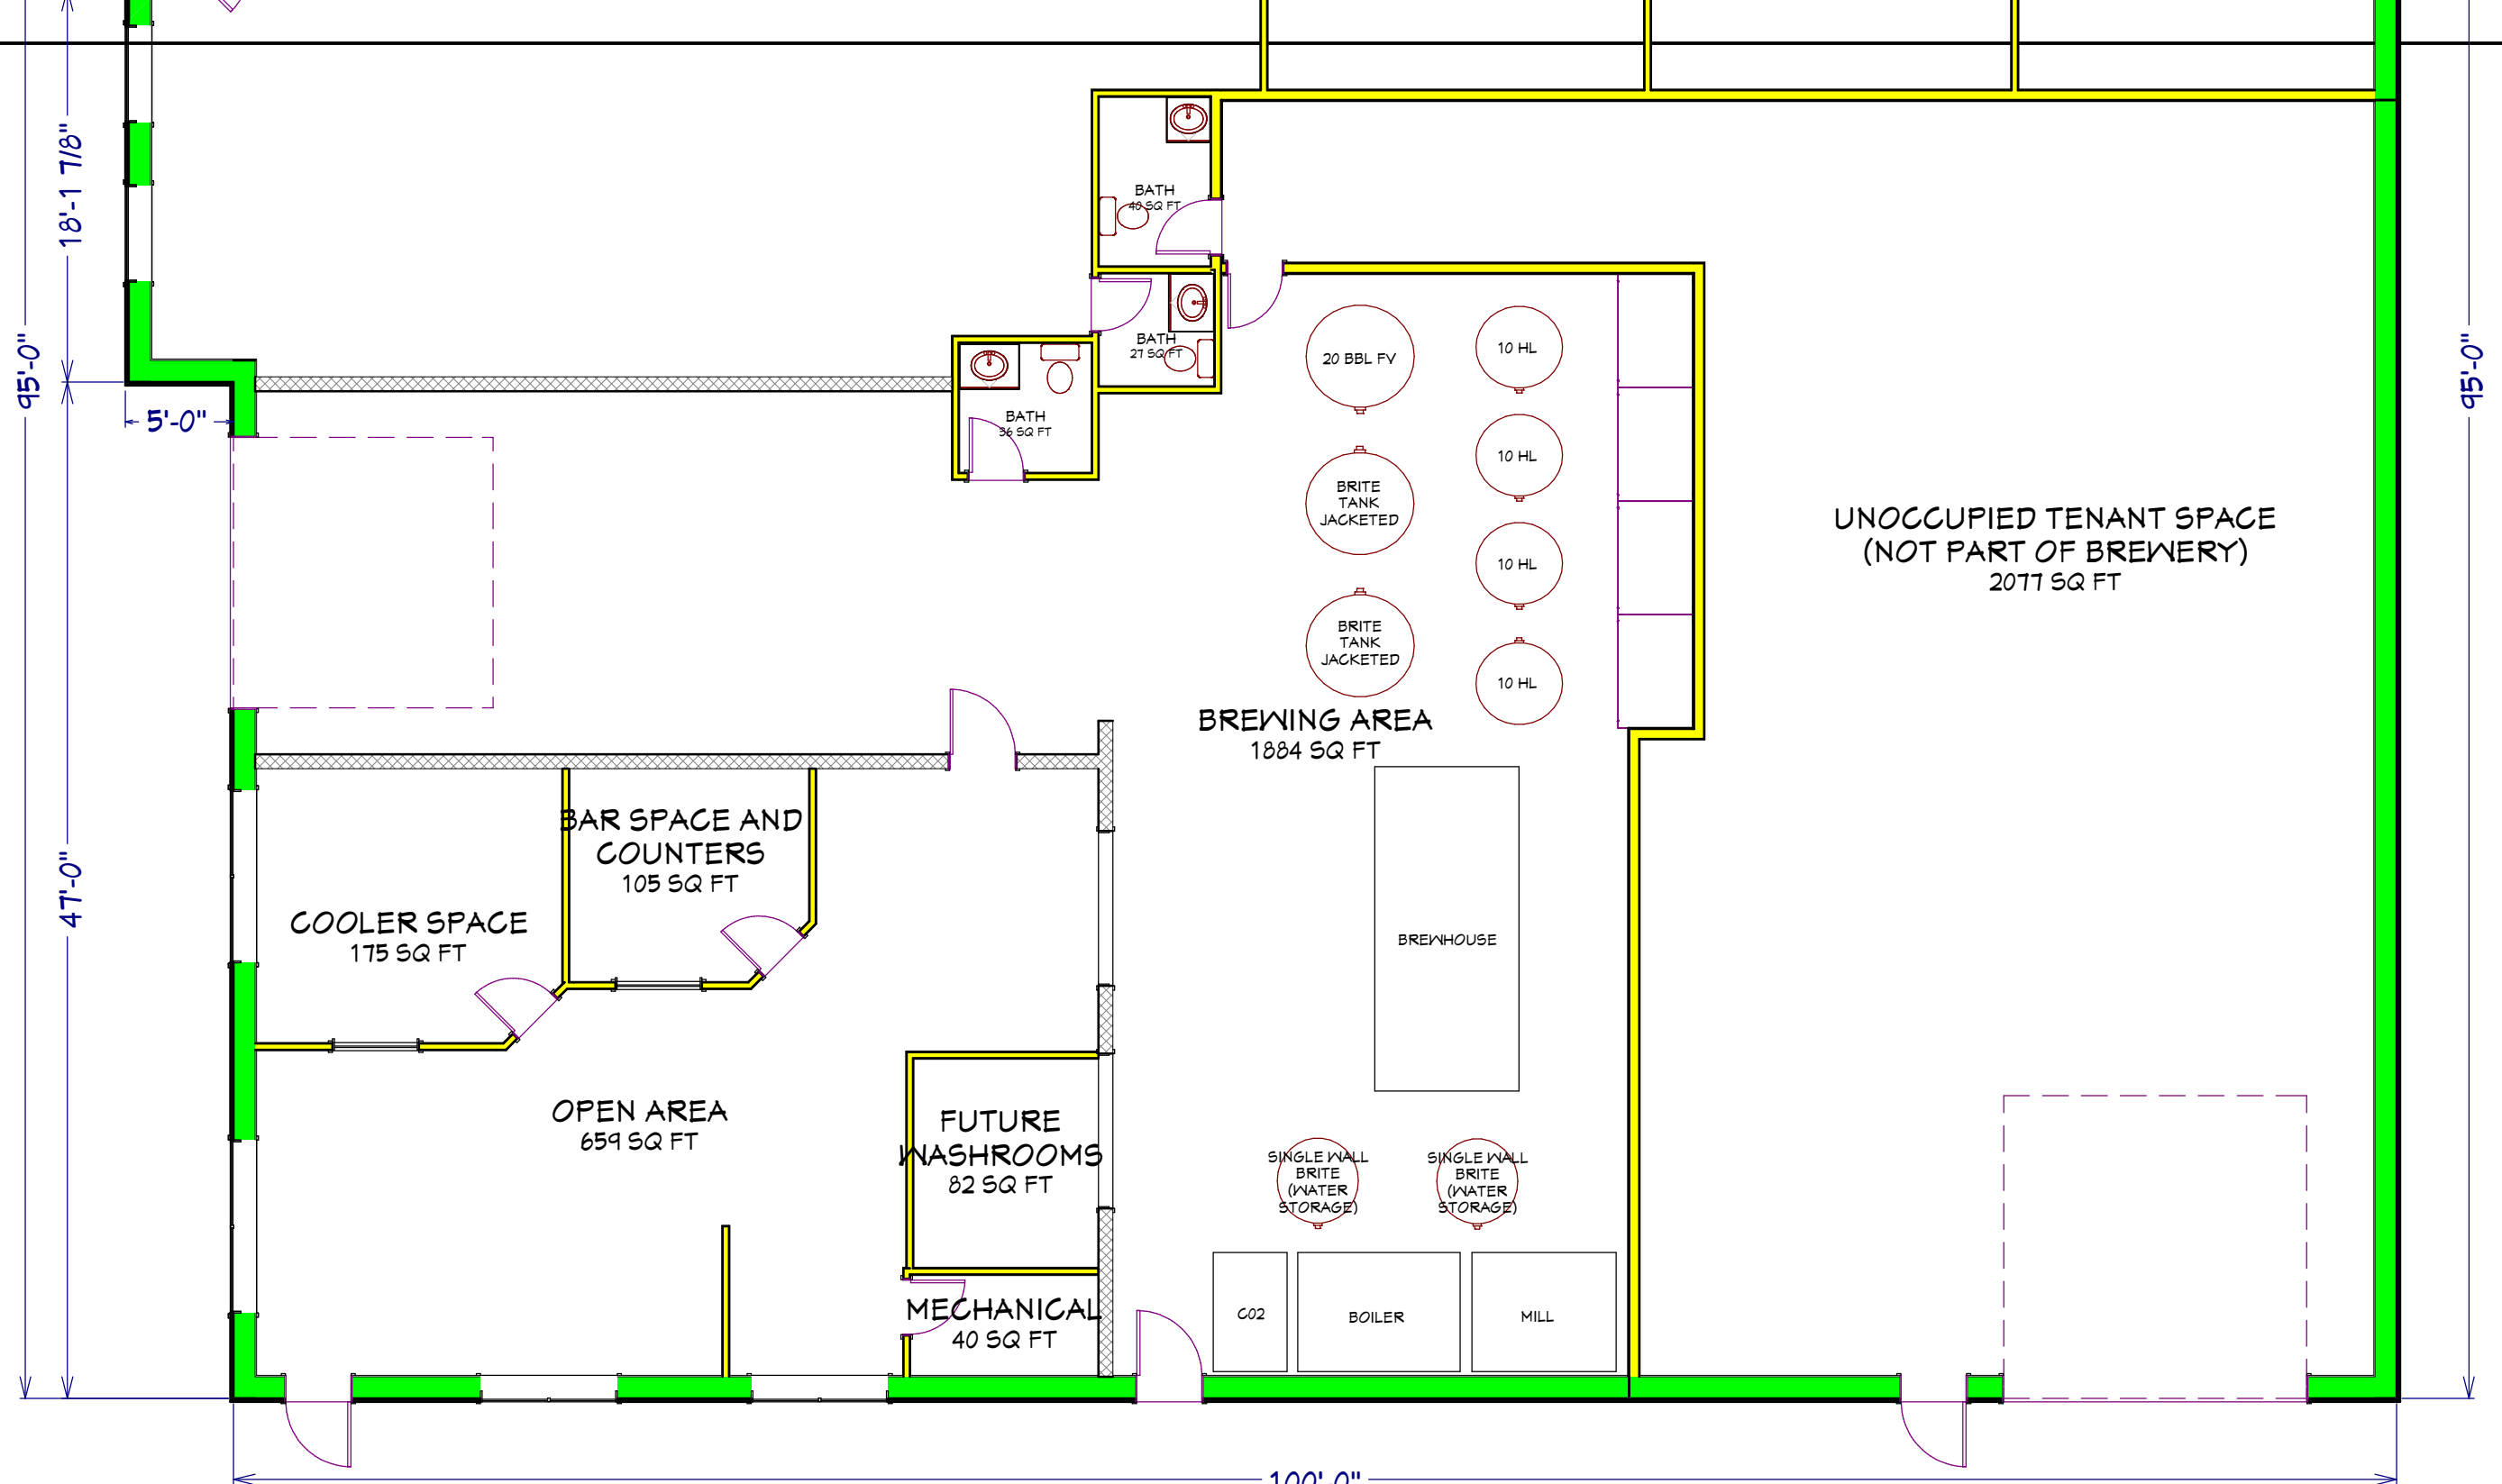 18'-1 7/8"
95'-0"
5'-0"
47'-0"
95'-0"
BATH
40 SQ FT
BATH
27 SQ FT
BATH
36 SQ FT
20 BBL FV
10 HL
10 HL
10 HL
10 HL
BRITE
TANK
JACKETED
BRITE
TANK
JACKETED
BREWING AREA
1884 SQ FT
UNOCCUPIED TENANT SPACE
(NOT PART OF BREWERY)
2077 SQ FT
BAR SPACE AND
COUNTERS
105 SQ FT
COOLER SPACE
175 SQ FT
BREWHOUSE
OPEN AREA
659 SQ FT
FUTURE
WASHROOMS
82 SQ FT
SINGLE WALL
BRITE
(WATER
STORAGE)
SINGLE WALL
BRITE
(WATER
STORAGE)
MECHANICAL
40 SQ FT
C02
BOILER
MILL
100'-0"